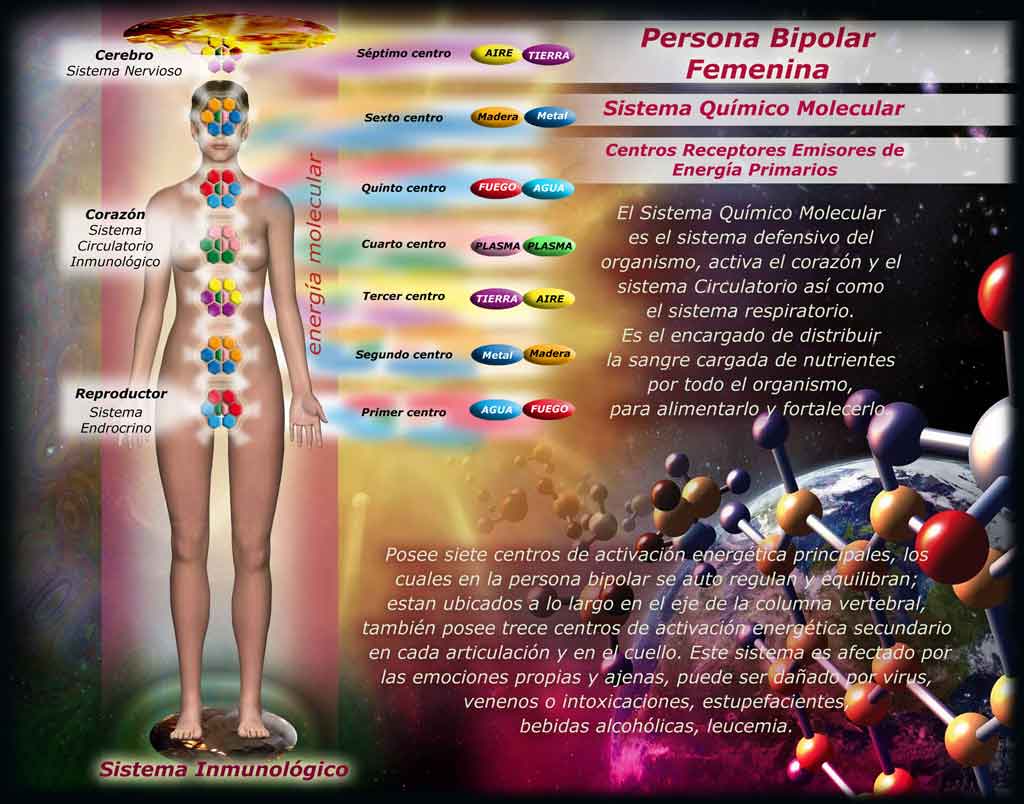 Persona Bipolar
Femenina
Sistema Químico Molecular
Centros Receptores Emisores de
Energía Primarios
Cerebro
Sistema Nervioso
Corazón
Sistema
Circulatorio
Inmunológico
Reproductor
Sistema
Endocrino
energía molecular
Séptimo centro AIRE TIERRA
Sexto centro Madera Metal
Quinto centro FUEGO AGUA
Cuarto centro PLASMA PLASMA
Tercer centro TIERRA AIRE
Segundo centro Metal Madera
Primer centro AGUA FUEGO
El Sistema Químico Molecular
es el sistema defensivo del
organismo, activa el corazón y el
sistema Circulatorio así como
el sistema respiratorio.
Es el encargado de distribuir
la sangre cargada de nutrientes
por todo el organismo,
para alimentarlo y fortalecerlo.
Posee siete centros de activación energética principales, los
cuales en la persona bipolar se auto regulan y equilibran;
estan ubicados a lo largo en el eje de la columna vertebral,
también posee trece centros de activación energética secundario
en cada articulación y en el cuello. Este sistema es afectado por
las emociones propias y ajenas, puede ser dañado por virus,
venenos o intoxicaciones, estupefacientes,
bebidas alcohólicas, leucemia.
Sistema Inmunológico